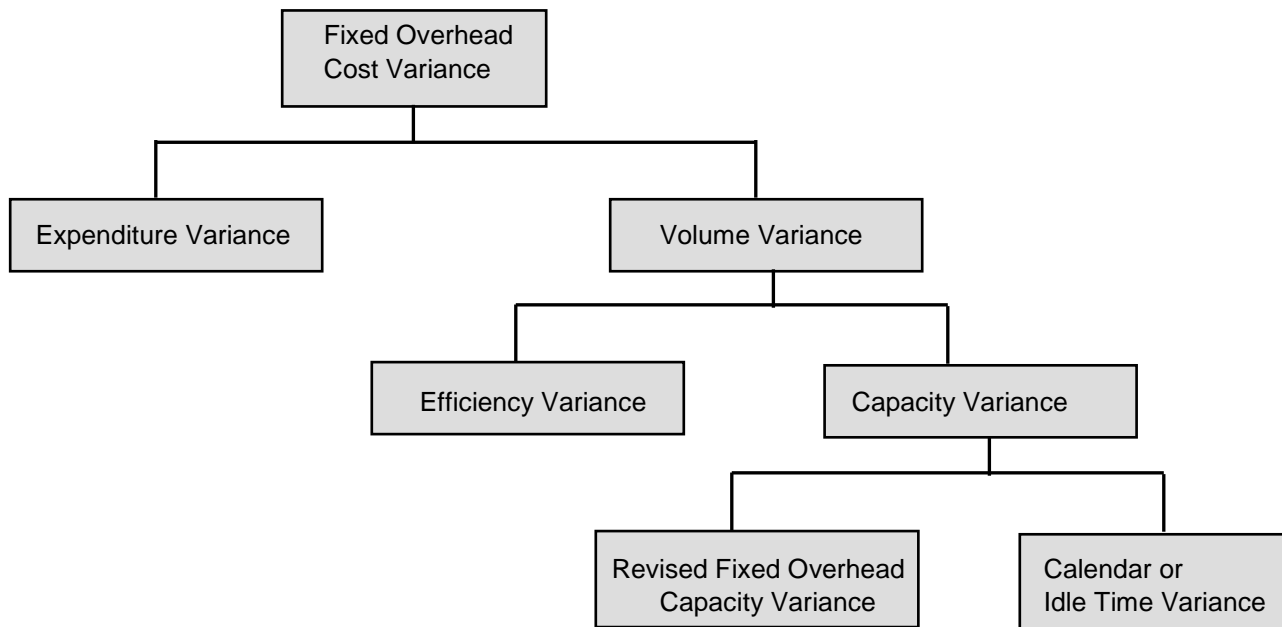 Fixed Overhead
Cost Variance
Expenditure Variance
Volume Variance
Efficiency Variance
Capacity Variance
Revised Fixed Overhead
Capacity Variance
Calendar or
Idle Time Variance